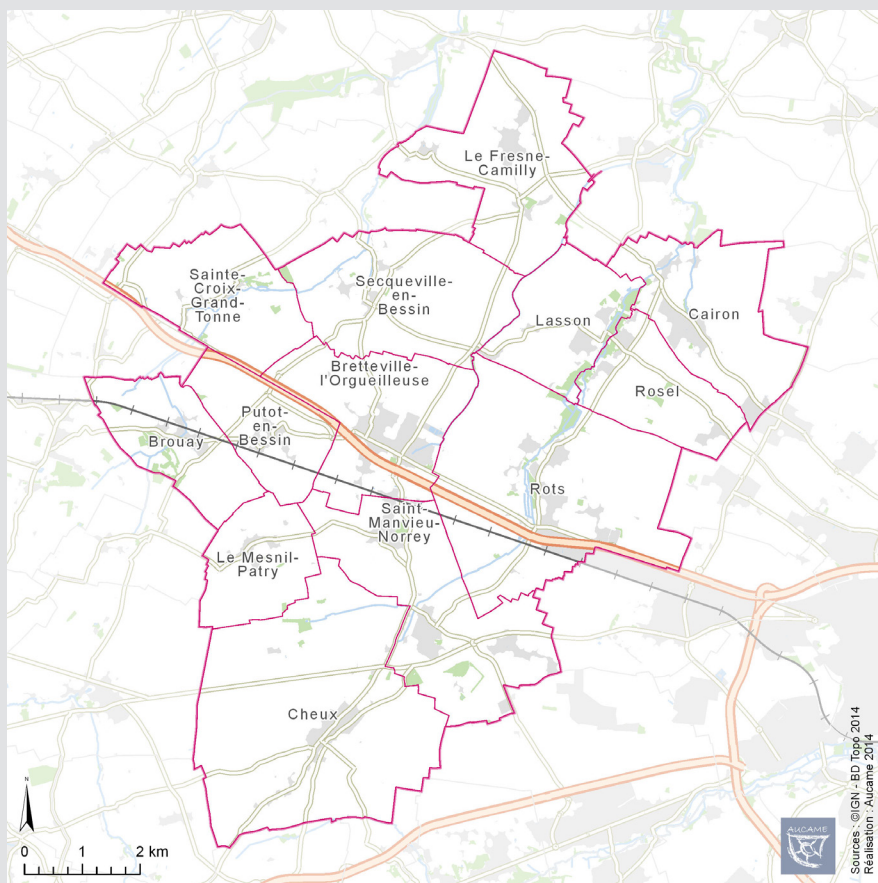 Le Fresne-
Camilly
Sainte-
Croix-
Grand-
Tonne
Secqueville-
en-
Bessin
Lasson
Cairon
Bretteville-
l'Orgueilleuse
Rosel
Putot-
en-
Bessin
Brouay
Rots
Saint-
Manvieu-
Norrey
Le Mesnil-
Patry
Cheux
N
0 1 2 km
AUCAME
Sources : ©IGN - BD Topo 2014
Réalisation : Aucame 2014